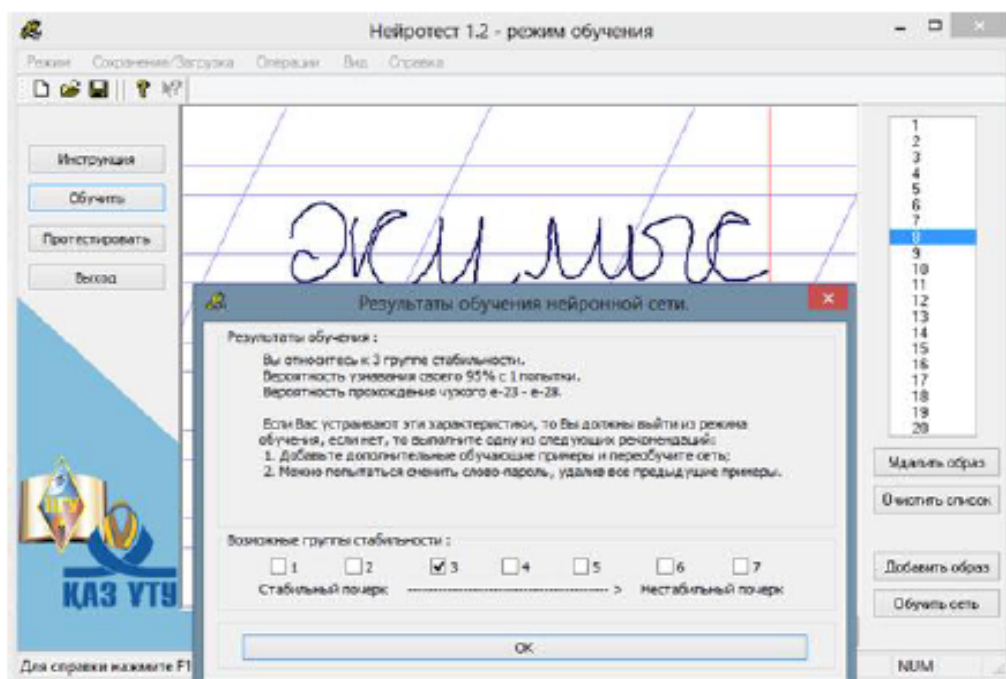 Нейротест 1.2 - режим обучения
Режим Сохранение/Загрузка Операции Вид Справка
Инструкция
Обучить
Протестировать
Выход
1
2
3
4
5
6
7
8
9
10
11
12
13
14
15
16
17
18
19
20
Удалить образ
Очистить список
Добавить образ
Обучить сеть
Результаты обучения нейронной сети.
Результаты обучения :
Вы относитесь к 3 группе стабильности.
Вероятность узнавания своего 95% с 1 попытки.
Вероятность прохождения чужого e-23 - e-28.
Если Вас устраивают эти характеристики, то Вы должны выйти из режима
обучения, если нет, то выполните одну из следующих рекомендаций:
1. Добавьте дополнительные обучающие примеры и переобучите сеть;
2. Можно попытаться сменить слово-пароль, удалив все предыдущие примеры.
Возможные группы стабильности :
1 2 3 4 5 6 7
Стабильный почерк ----------------------------- > Нестабильный почерк
OK
ПГУ
ҚАЗ ҰТУ
Для справки нажмите F1
NUM